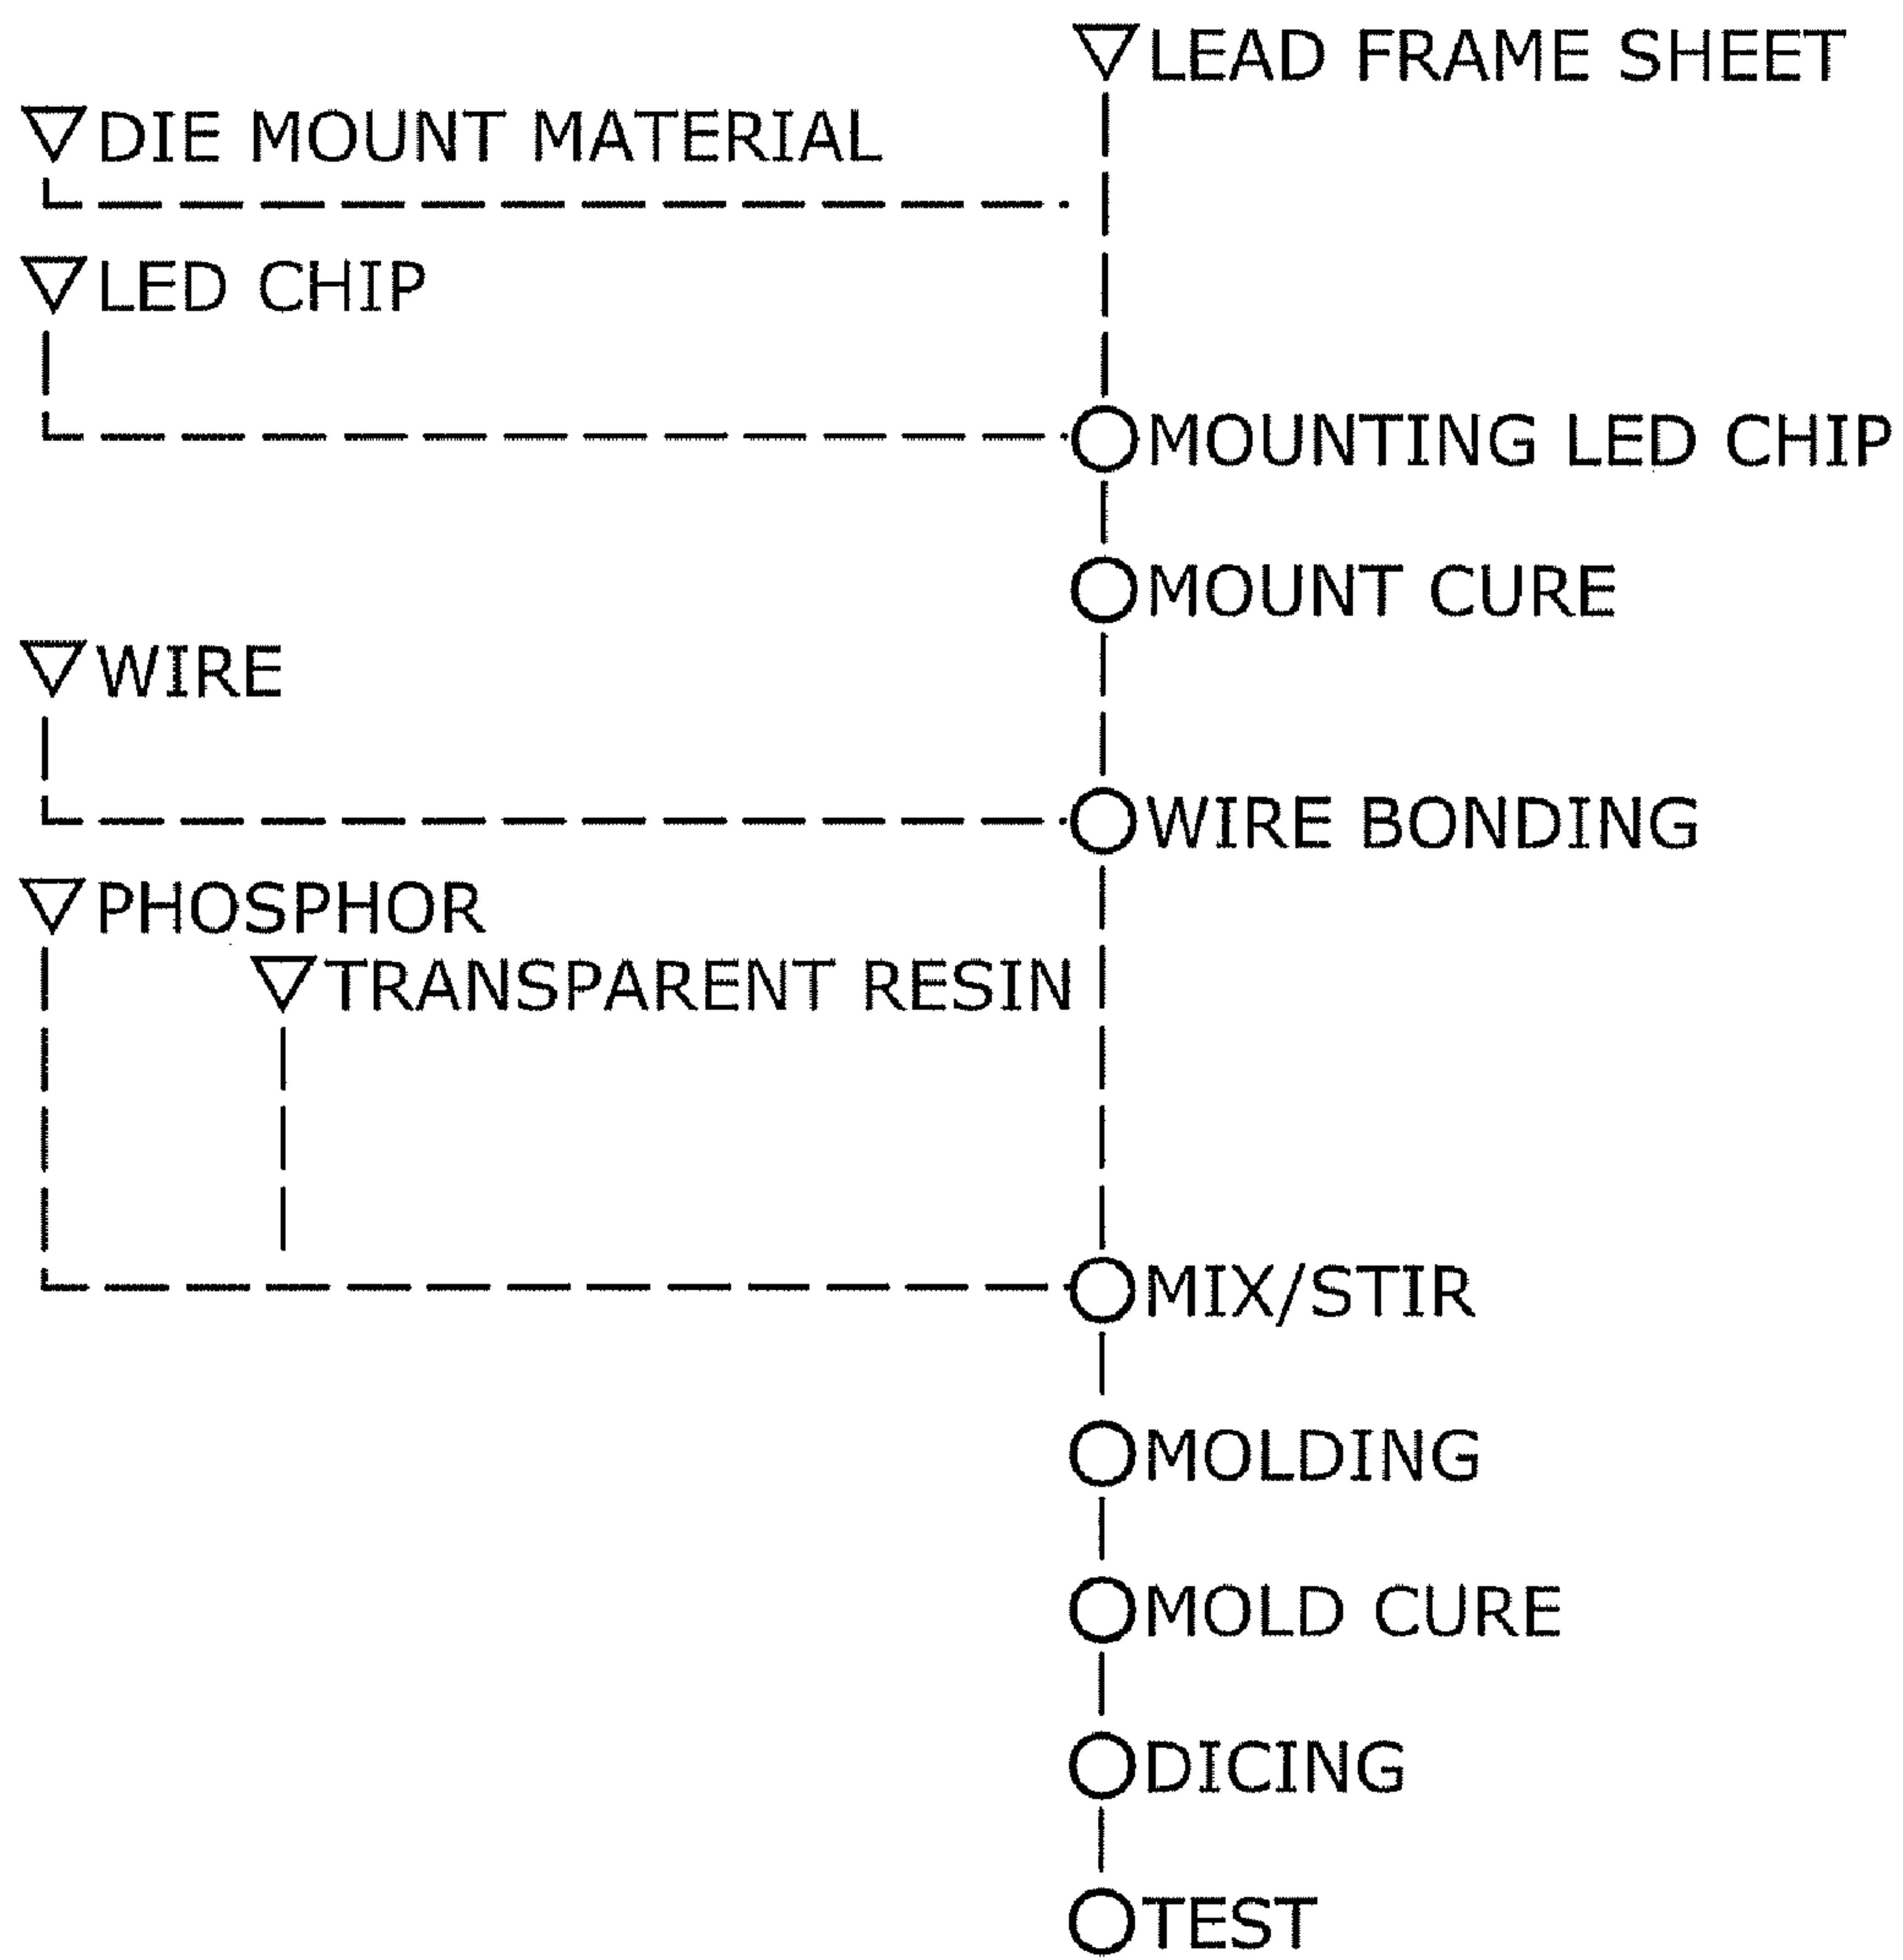 LEAD FRAME SHEET
DIE MOUNT MATERIAL
LED CHIP
MOUNTING LED CHIP
MOUNT CURE
WIRE
WIRE BONDING
PHOSPHOR
TRANSPARENT RESIN
MIX/STIR
MOLDING
MOLD CURE
DICING
TEST